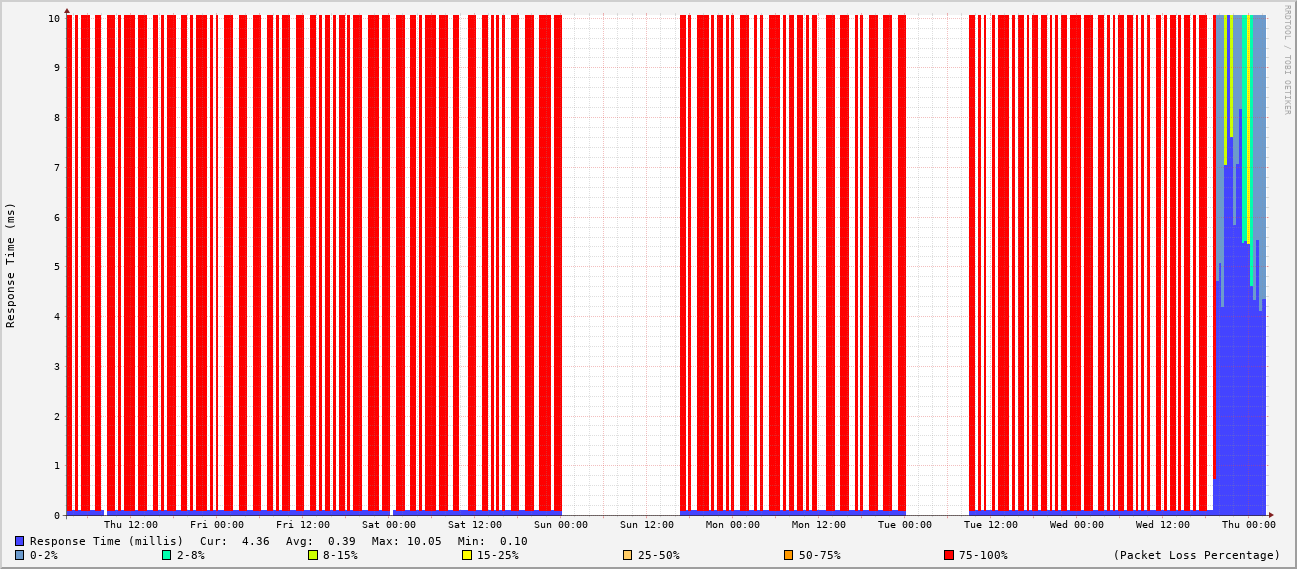 RRDTOOL / TOBI OETIKER
Response Time (ms)
10
9
8
7
6
5
4
3
2
1
0
Thu 12:00 Fri 00:00 Fri 12:00 Sat 00:00 Sat 12:00 Sun 00:00 Sun 12:00 Mon 00:00 Mon 12:00 Tue 00:00 Tue 12:00 Wed 00:00 Wed 12:00 Thu 00:00
Response Time (millis) Cur: 4.36 Avg: 0.39 Max: 10.05 Min: 0.10
0-2% 2-8% 8-15% 15-25% 25-50% 50-75% 75-100% (Packet Loss Percentage)